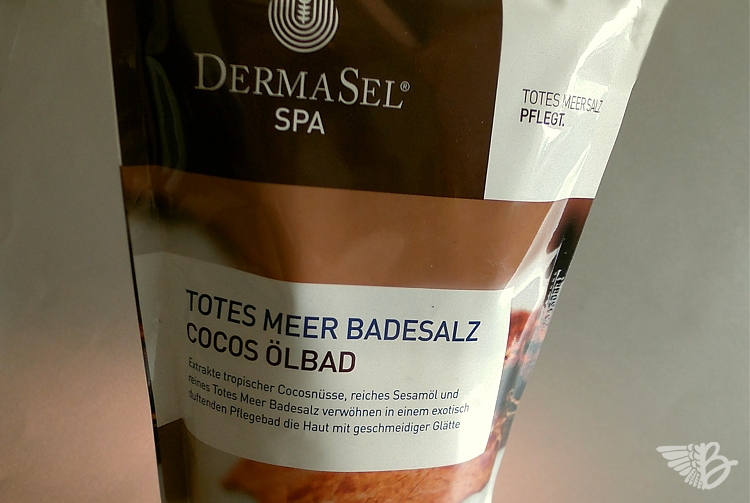 DERMASEL®
SPA
TOTES MEER SALZ
PFLEGT.
TOTES MEER BADESALZ
COCOS ÖLBAD
Extrakte tropischer Cocosnüsse, reiches Sesamöl und
reines Totes Meer Badesalz verwöhnen in einem exotisch
duftenden Pflegebad die Haut mit geschmeidiger Glätte
B